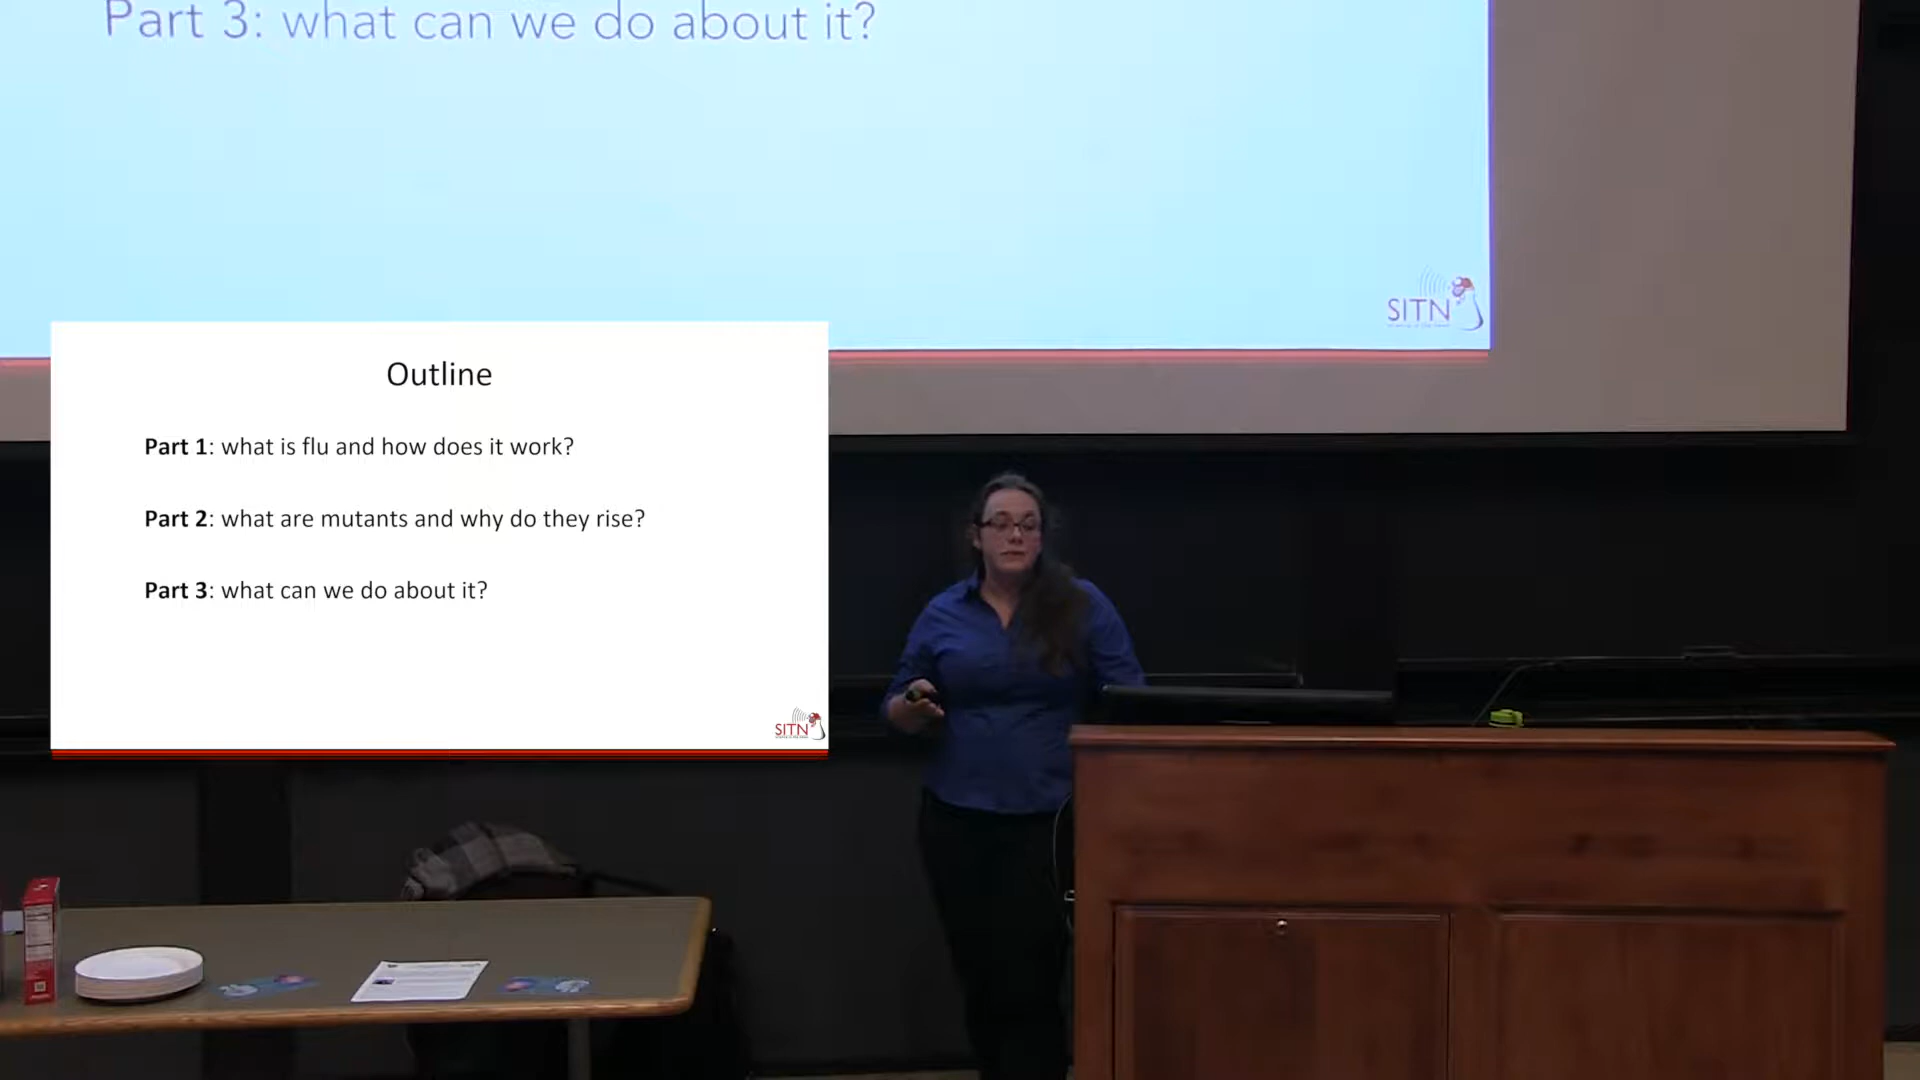 Part 3: what can we do about it?
SITN
Outline
Part 1: what is flu and how does it work?
Part 2: what are mutants and why do they rise?
Part 3: what can we do about it?
SITN